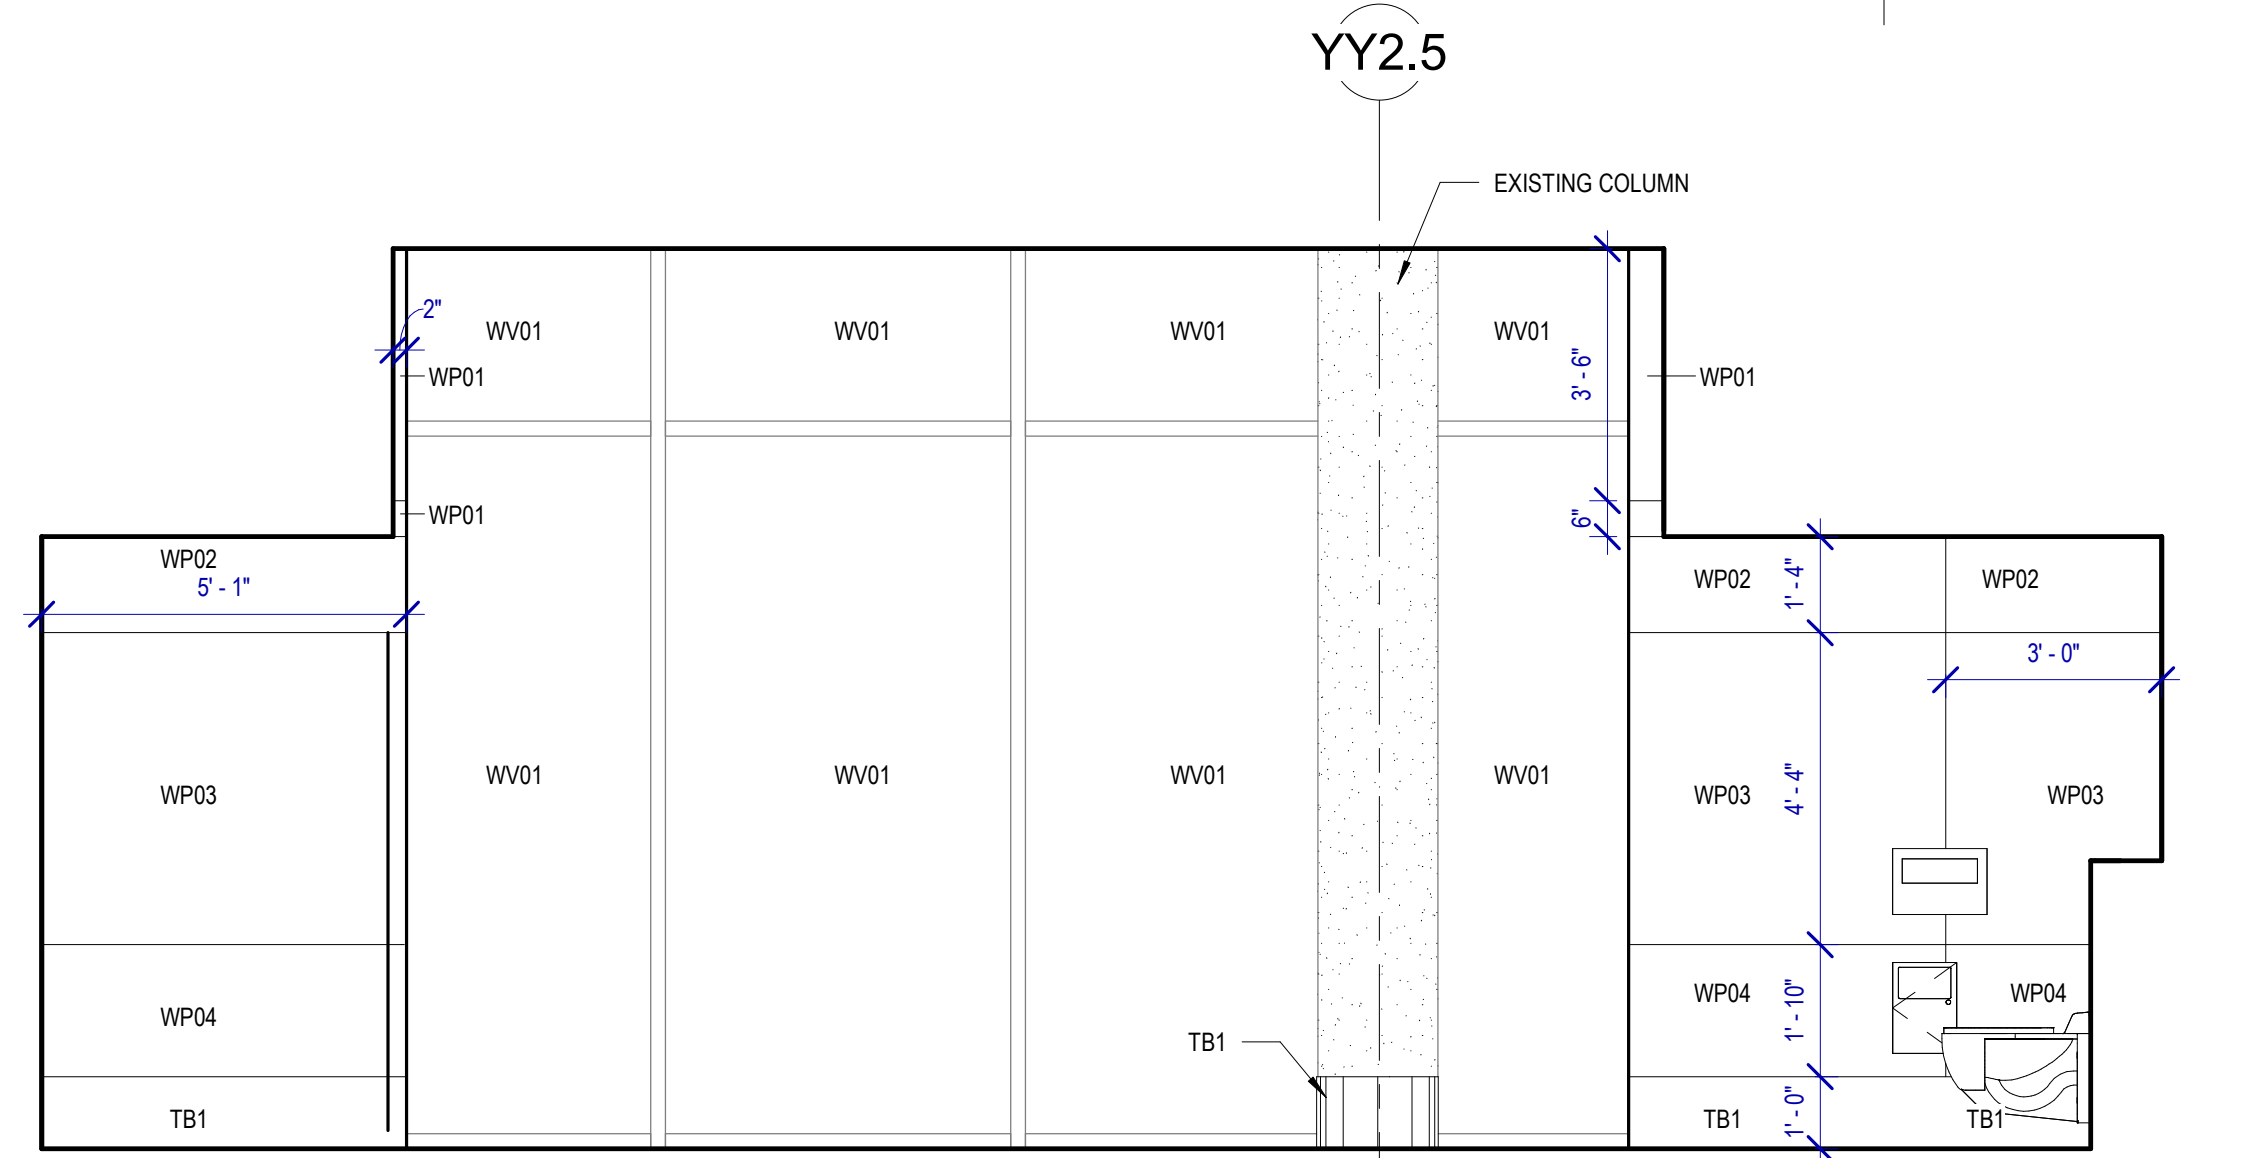 YY2.5
EXISTING COLUMN
2"
WV01
WV01
WV01
WV01
3' - 6"
WP01
WP01
WP01
6"
WP02
5' - 1"
WP02
1' - 4"
WP02
3' - 0"
WP03
WV01
WV01
WV01
WV01
WP03
4' - 4"
WP03
WP04
WP04
1' - 10"
WP04
TB1
TB1
TB1
1' - 0"
TB1